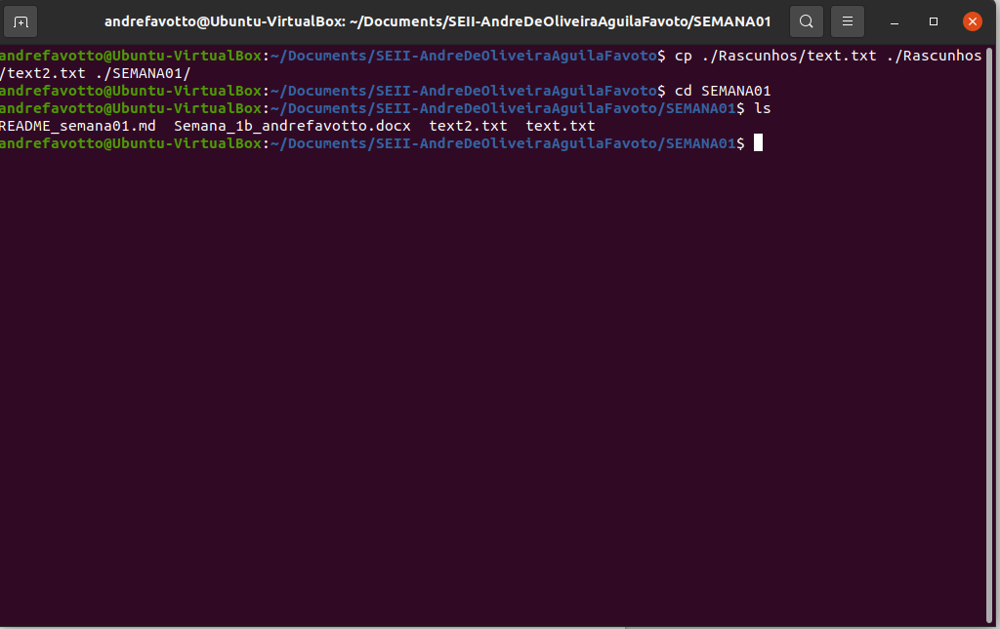 andrefavotto@Ubuntu-VirtualBox: ~/Documents/SEII-AndreDeOliveiraAguilaFavoto/SEMANA01
andrefavotto@Ubuntu-VirtualBox:~/Documents/SEII-AndreDeOliveiraAguilaFavoto$ cp ./Rascunhos/text.txt ./Rascunhos
/text2.txt ./SEMANA01/
andrefavotto@Ubuntu-VirtualBox:~/Documents/SEII-AndreDeOliveiraAguilaFavoto$ cd SEMANA01
andrefavotto@Ubuntu-VirtualBox:~/Documents/SEII-AndreDeOliveiraAguilaFavoto/SEMANA01$ ls
README_semana01.md  Semana_1b_andrefavotto.docx  text2.txt  text.txt
andrefavotto@Ubuntu-VirtualBox:~/Documents/SEII-AndreDeOliveiraAguilaFavoto/SEMANA01$